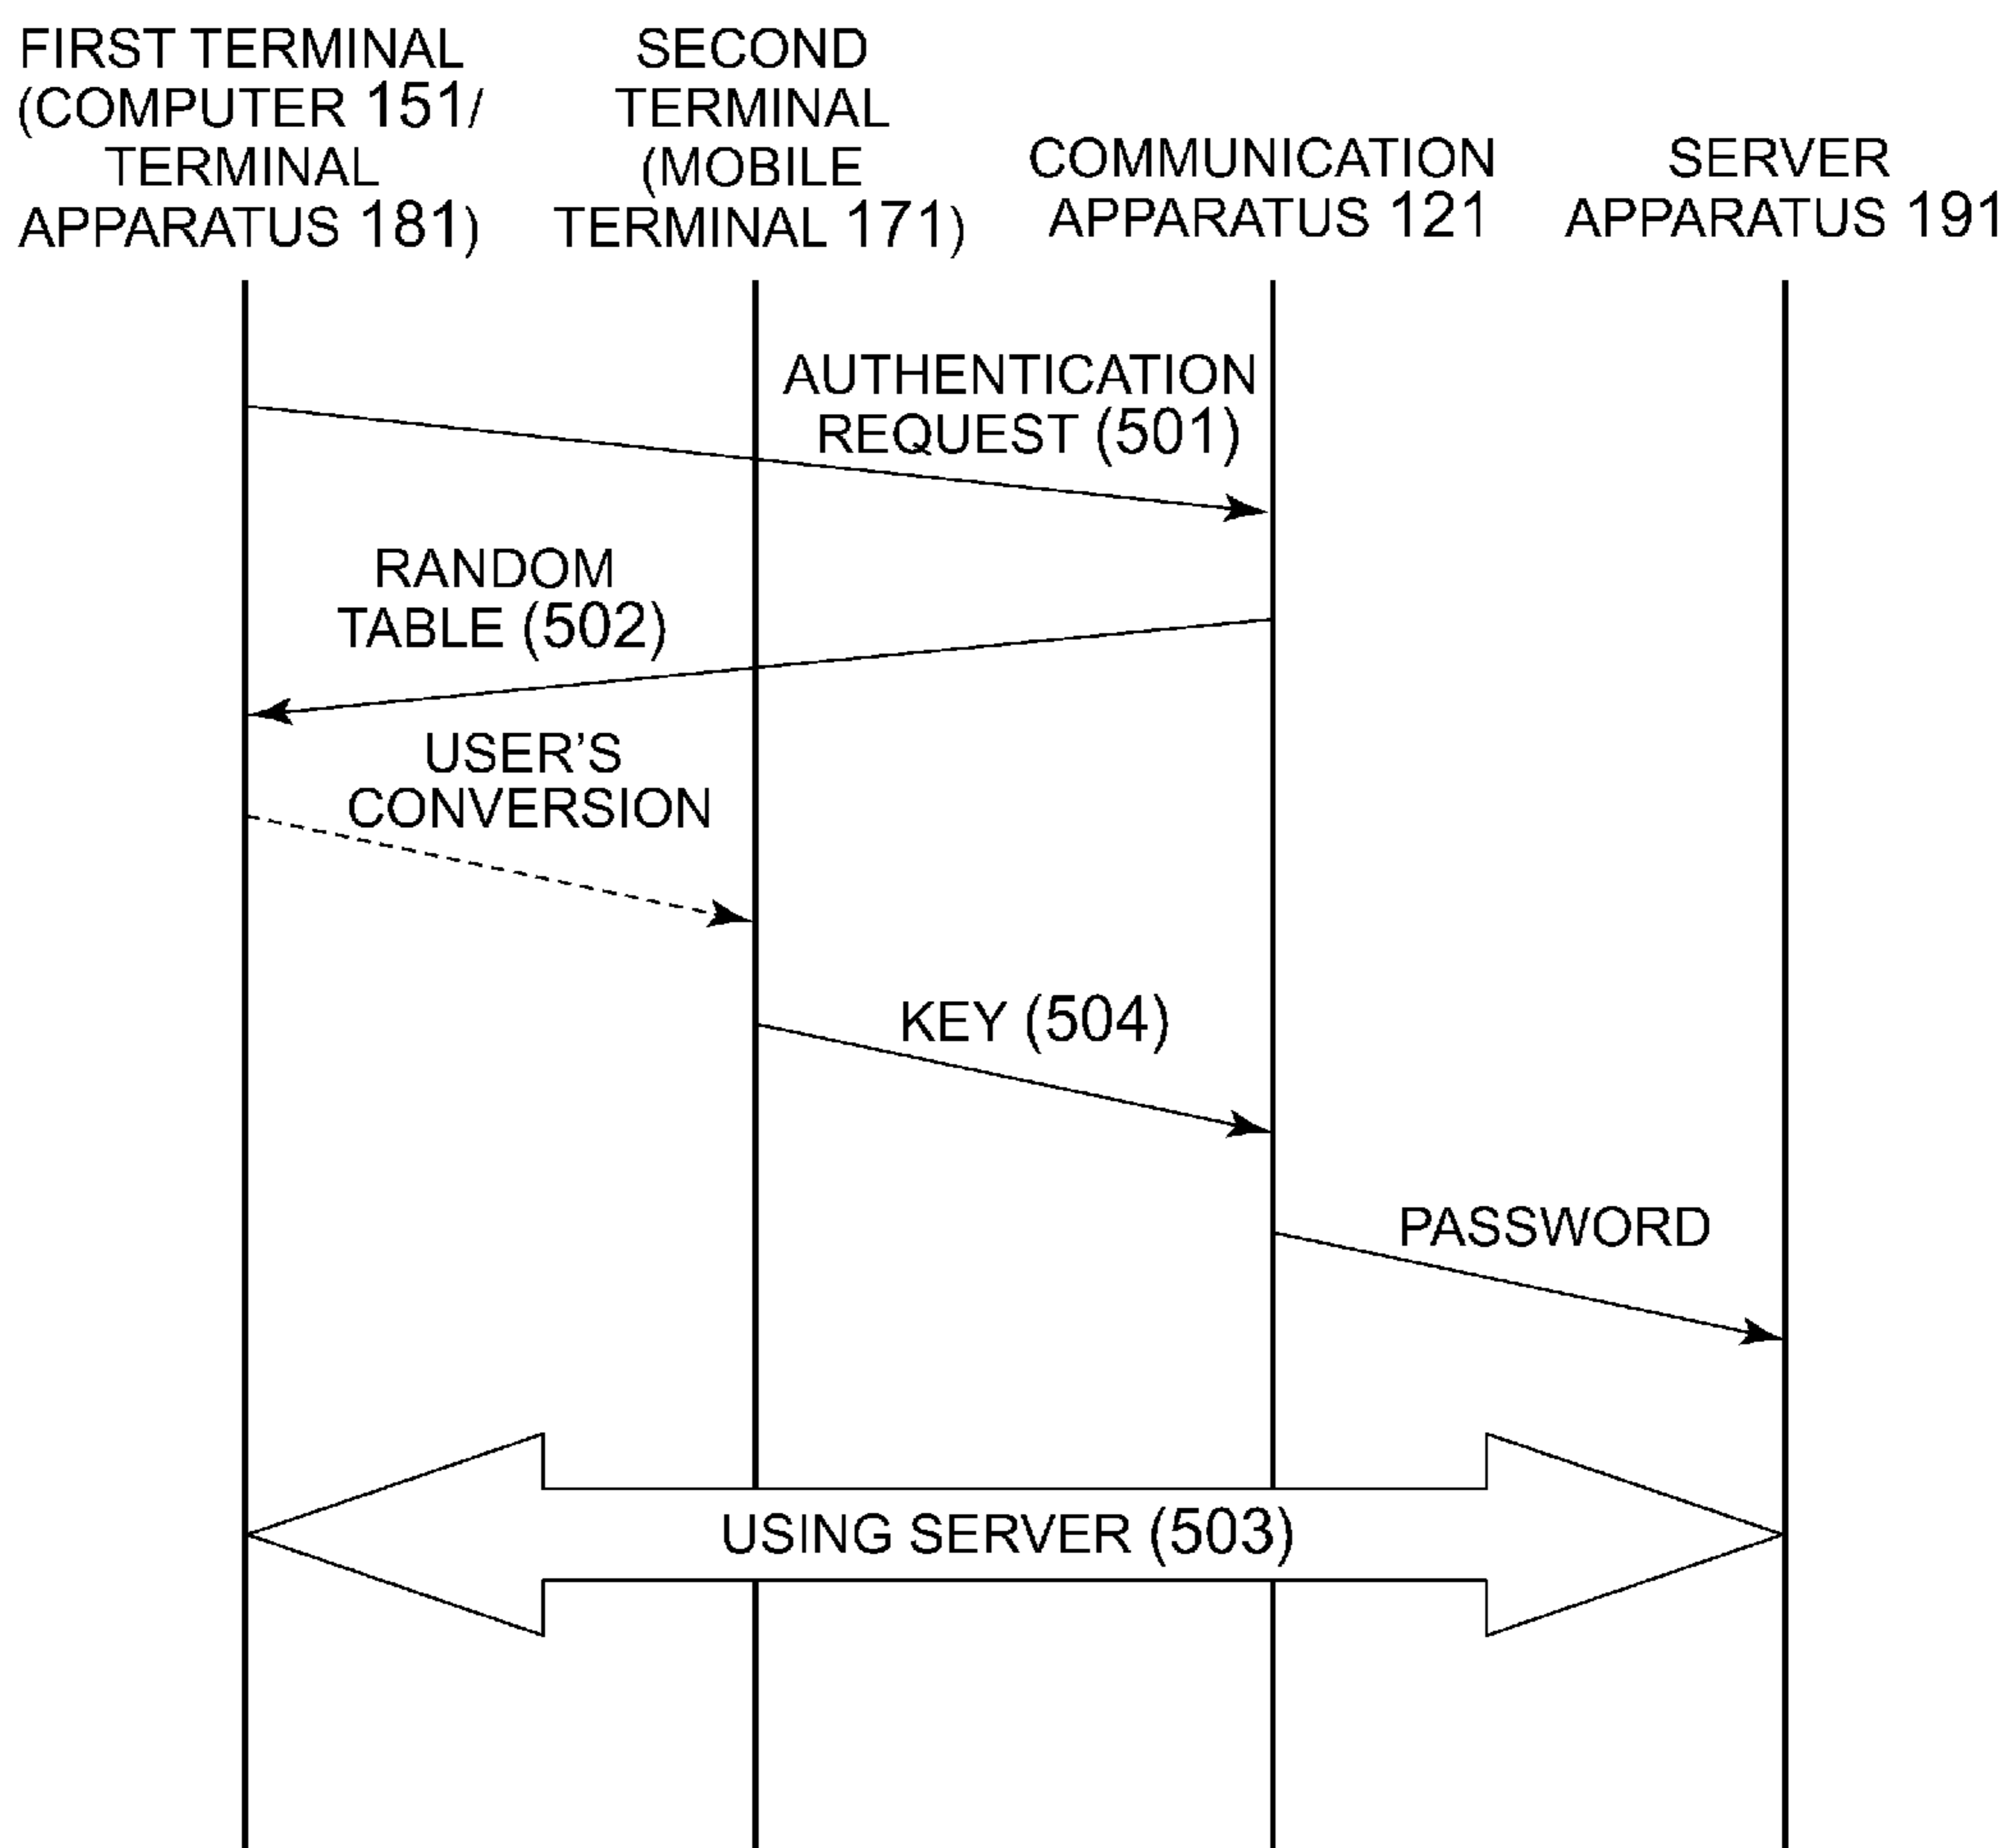 FIRST TERMINAL
(COMPUTER 151/
TERMINAL
APPARATUS 181)
SECOND
TERMINAL
(MOBILE
TERMINAL 171)
COMMUNICATION
APPARATUS 121
SERVER
APPARATUS 191
AUTHENTICATION
REQUEST (501)
RANDOM
TABLE (502)
USER'S
CONVERSION
KEY (504)
PASSWORD
USING SERVER (503)